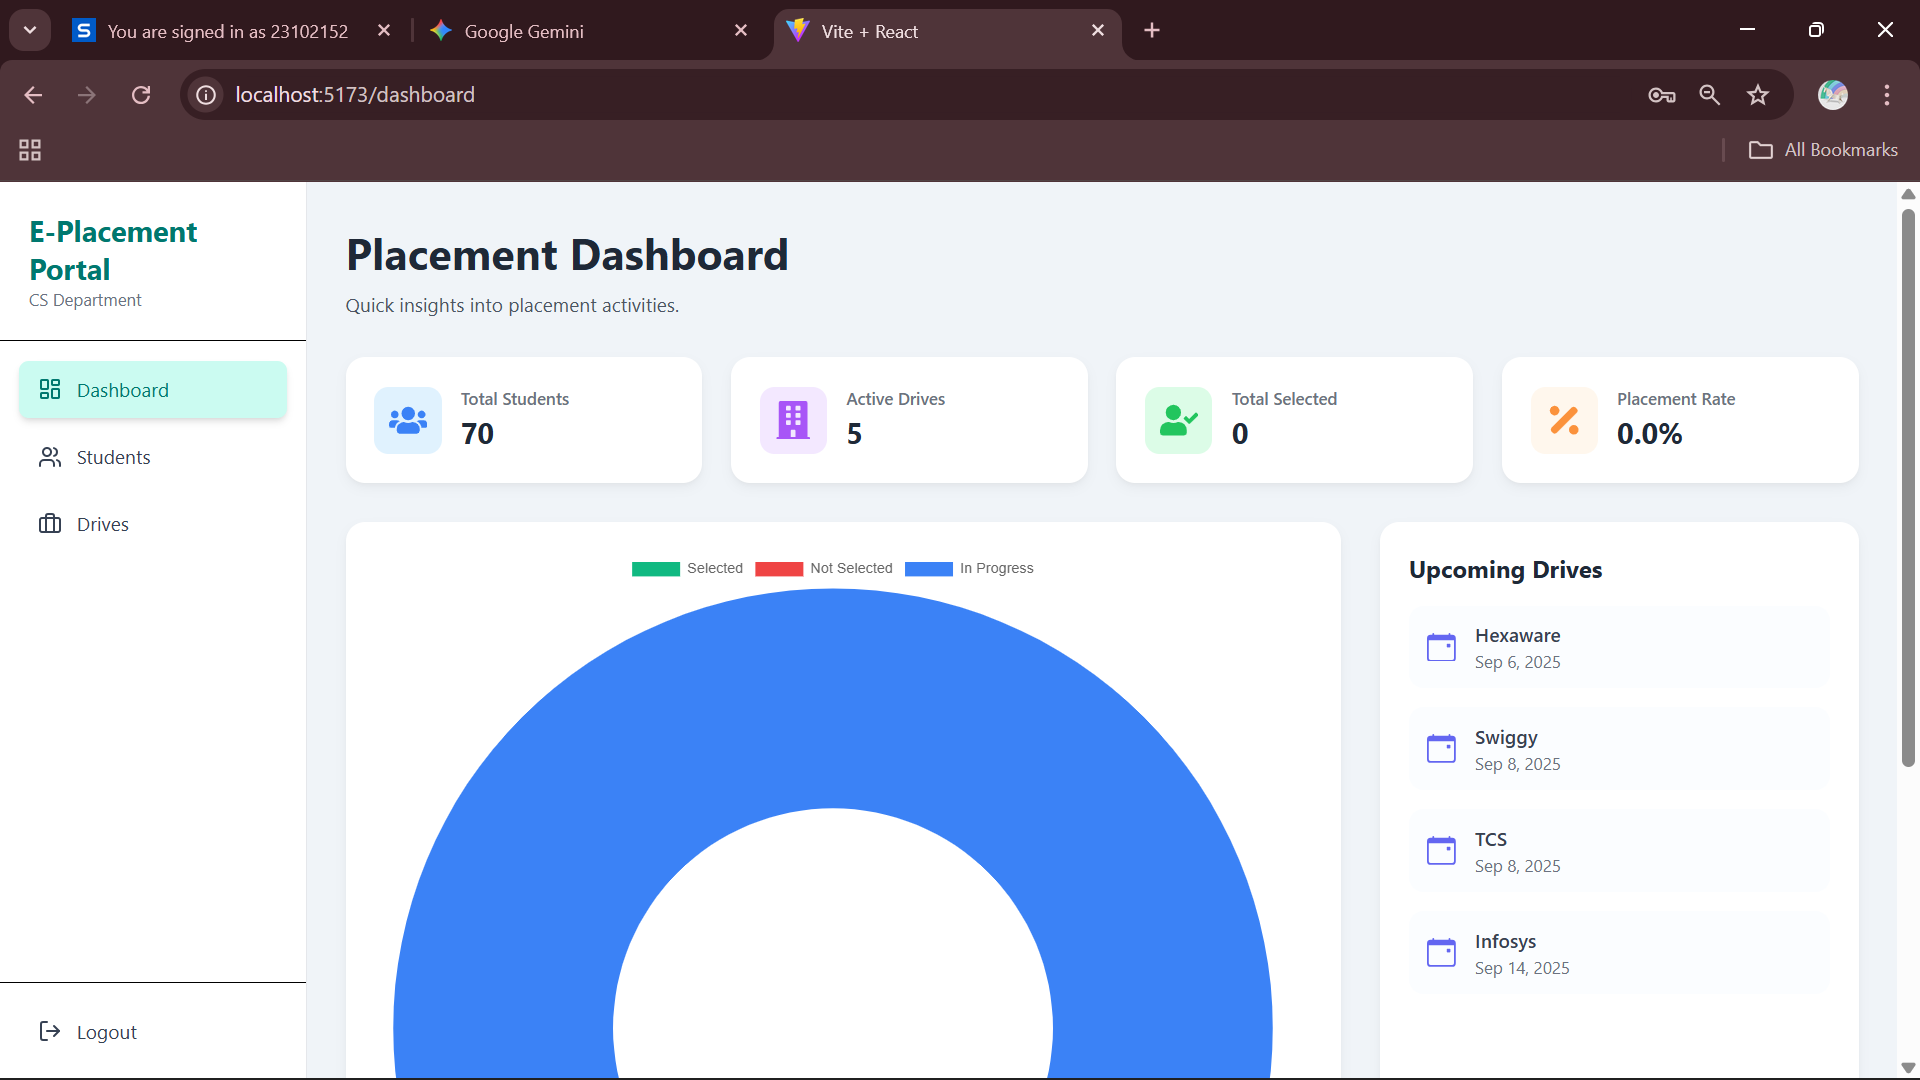 You are signed in as 23102152
Google Gemini
Vite + React
localhost:5173/dashboard
All Bookmarks
E-Placement
Portal
CS Department
Dashboard
Students
Drives
Logout
Placement Dashboard
Quick insights into placement activities.
Total Students
70
Active Drives
5
Total Selected
0
Placement Rate
0.0%
Selected
Not Selected
In Progress
Upcoming Drives
Hexaware
Sep 6, 2025
Swiggy
Sep 8, 2025
TCS
Sep 8, 2025
Infosys
Sep 14, 2025